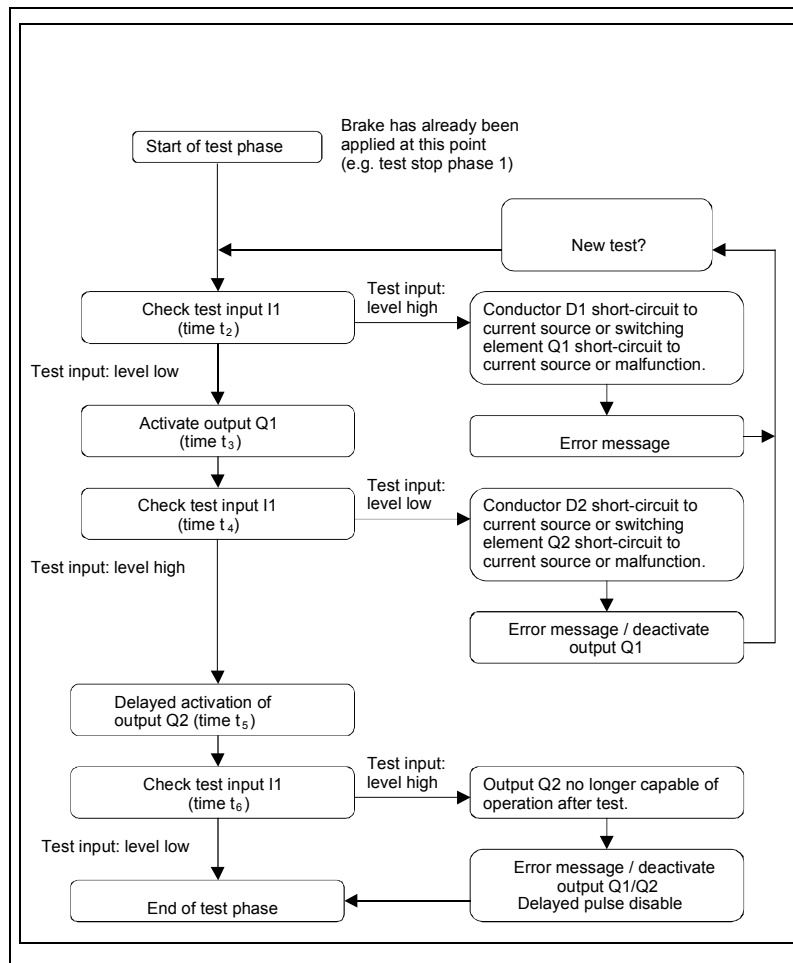 Start of test phase
Brake has already been
applied at this point
(e.g. test stop phase 1)
New test?
Check test input I1
(time t2)
Test input:
level high
Conductor D1 short-circuit to
current source or switching
element Q1 short-circuit to
current source or malfunction.
Test input: level low
Error message
Activate output Q1
(time t3)
Check test input I1
(time t4)
Test input:
level low
Conductor D2 short-circuit to
current source or switching
element Q2 short-circuit to
current source or malfunction.
Test input: level high
Error message / deactivate
output Q1
Delayed activation of
output Q2 (time t5)
Check test input I1
(time t6)
Test input:
level high
Output Q2 no longer capable of
operation after test.
Test input: level low
Error message / deactivate
output Q1/Q2
Delayed pulse disable
End of test phase